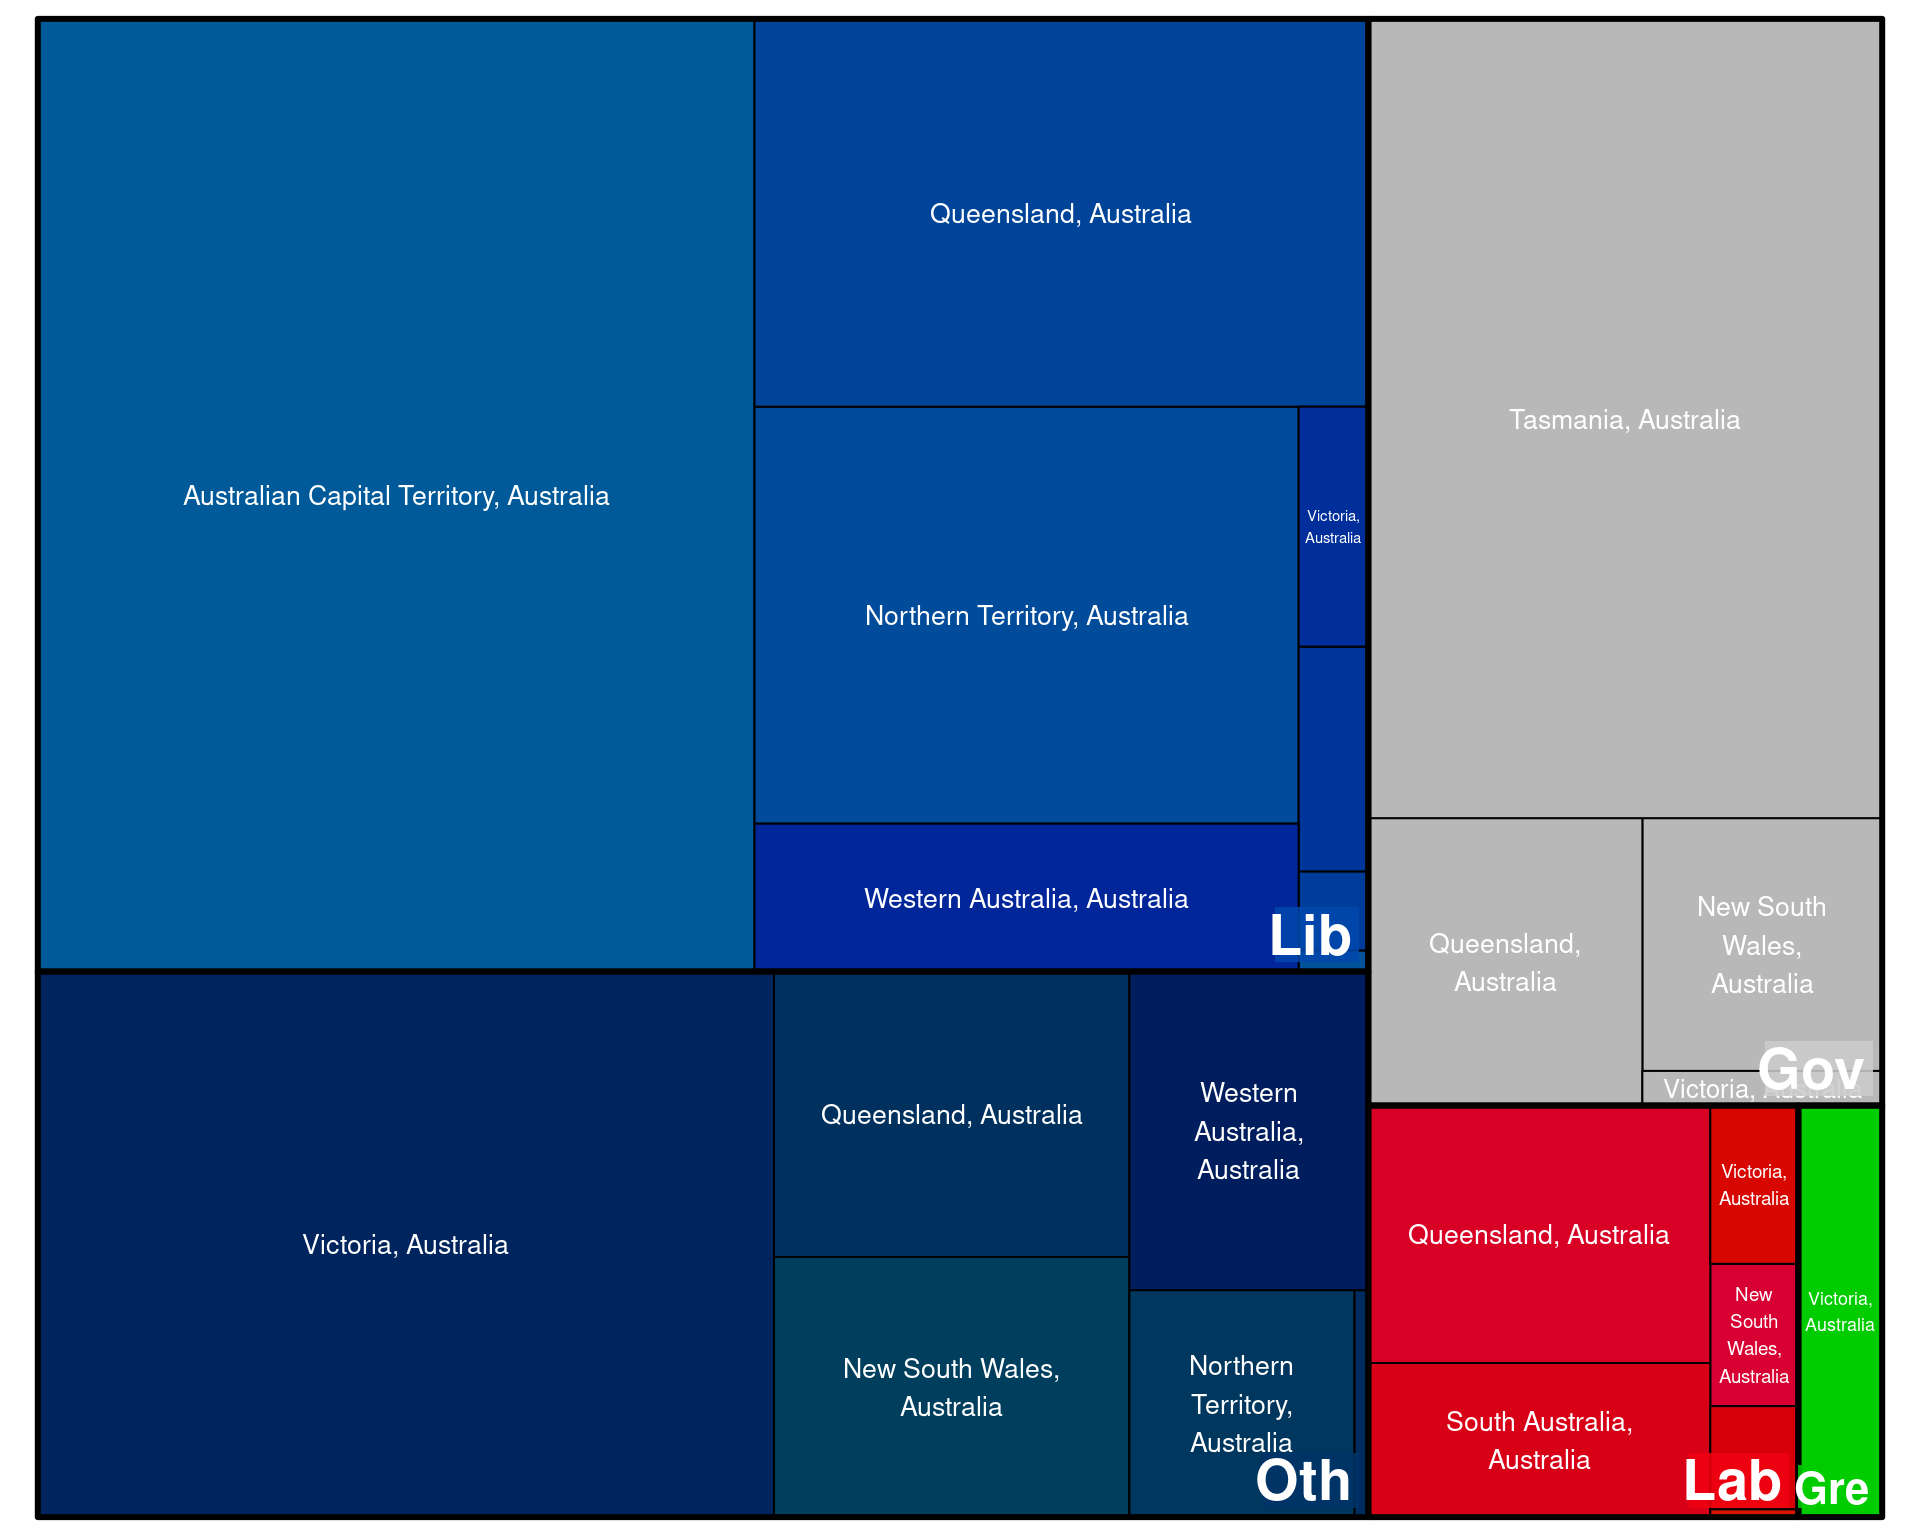 Australian Capital Territory, Australia
Queensland, Australia
Northern Territory, Australia
Victoria,
Australia
Western Australia, Australia
Lib
Tasmania, Australia
Queensland,
Australia
New South
Wales,
Australia
Victoria, Australia
Gov
Victoria, Australia
Queensland, Australia
New South Wales,
Australia
Western
Australia,
Australia
Northern
Territory,
Australia
Oth
Queensland, Australia
South Australia,
Australia
Victoria,
Australia
New
South
Wales,
Australia
Lab
Victoria,
Australia
Gre